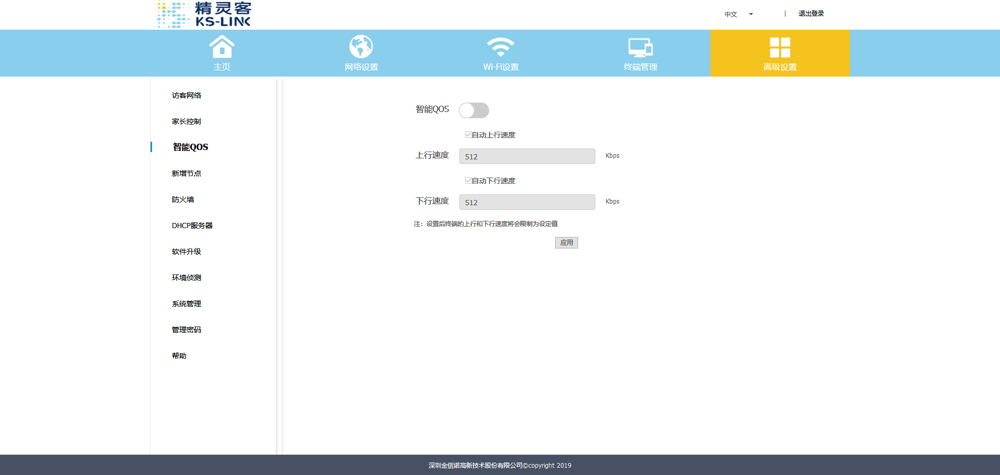 精灵客
KS-LINK
中文
退出登录
主页
网络设置
Wi-Fi设置
终端管理
高级设置
访客网络
家长控制
智能QOS
新增节点
防火墙
DHCP服务器
软件升级
环境侦测
系统管理
管理密码
帮助
智能QOS
自动上行速度
上行速度 512 Kbps
自动下行速度
下行速度 512 Kbps
注：设置后终端的上行和下行速度将会限制为设定值
应用
深圳金信诺高新技术股份有限公司©copyright 2019